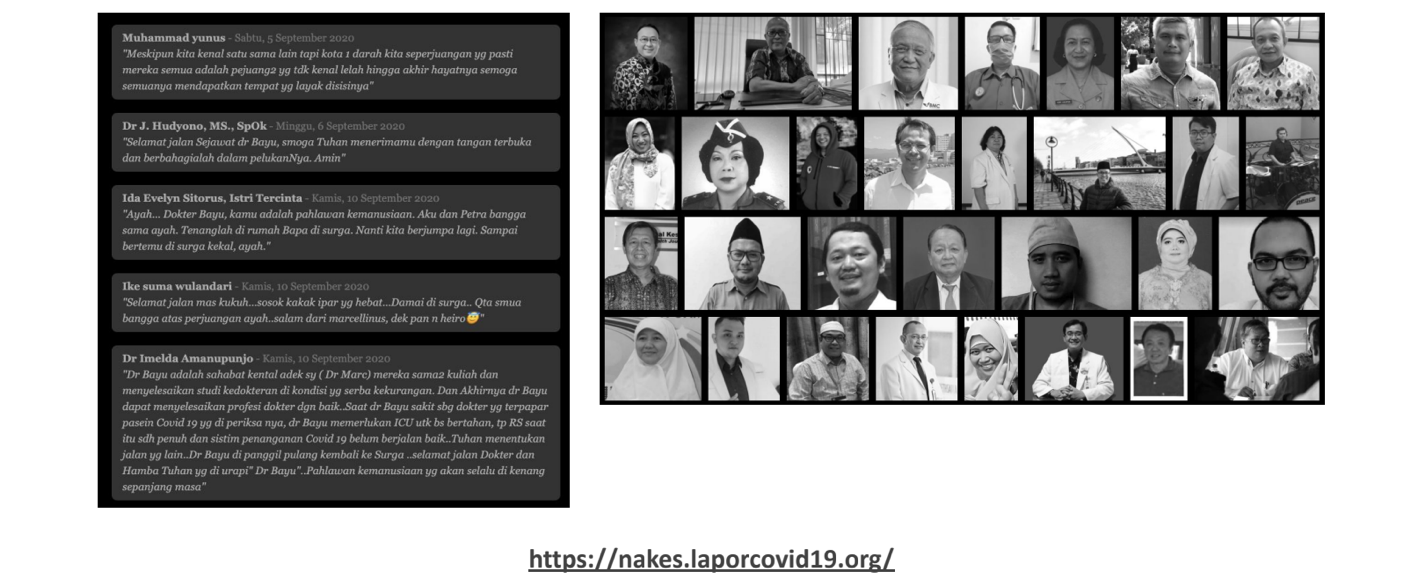 Muhammad yunus - Sabtu, 5 September 2020
"Meskipun kita kenal satu sama lain tapi kota 1 darah kita seperjuangan yg pasti
mereka semua adalah pejuang2 yg tdk kenal lelah hingga akhir hayatnya semoga
semuanya mendapatkan tempat yg layak disisinya"
Dr J. Hudyono, MS., SpOk - Minggu, 6 September 2020
"Selamat jalan Sejawat dr Bayu, smoga Tuhan menerimamu dengan tangan terbuka
dan berbahagialah dalam pelukanNya. Amin"
Ida Evelyn Sitorus, Istri Tercinta - Kamis, 10 September 2020
"Ayah... Dokter Bayu, kamu adalah pahlawan kemanusiaan. Aku dan Petra bangga
sama ayah. Tenanglah di rumah Bapa di surga. Nanti kita berjumpa lagi. Sampai
bertemu di surga kekal, ayah."
Ike suma wulandari - Kamis, 10 September 2020
"Selamat jalan mas kukuh...sosok kakak ipar yg hebat...Damai di surga.. Qta smua
bangga atas perjuangan ayah..salam dari marcellinus, dek pan n heiro😇"
Dr Imelda Amanupunjo - Kamis, 10 September 2020
"Dr Bayu adalah sahabat kental adek sy ( Dr Marc) mereka sama2 kuliah dan
menyelesaikan studi kedokteran di kondisi yg serba kekurangan. Dan Akhirnya dr Bayu
dapat menyelesaikan profesi dokter dgn baik..Saat dr Bayu sakit sbg dokter yg terpapar
pasein Covid 19 yg di periksa nya, dr Bayu memerlukan ICU utk bs bertahan, tp RS saat
itu sdh penuh dan sistim penanganan Covid 19 belum berjalan baik..Tuhan menentukan
jalan yg lain..Dr Bayu di panggil pulang kembali ke Surga ..selamat jalan Dokter dan
Hamba Tuhan yg di urapi" Dr Bayu"..Pahlawan kemanusiaan yg akan selalu di kenang
sepanjang masa"
https://nakes.laporcovid19.org/